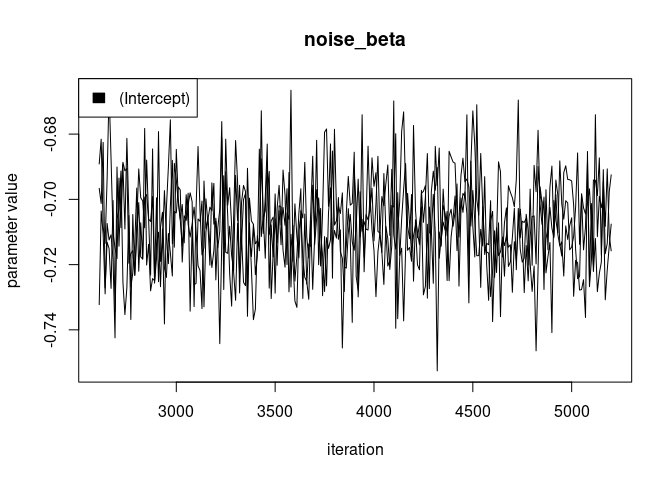 noise_beta
(Intercept)
parameter value
-0.68
-0.70
-0.72
-0.74
3000 3500 4000 4500 5000
iteration